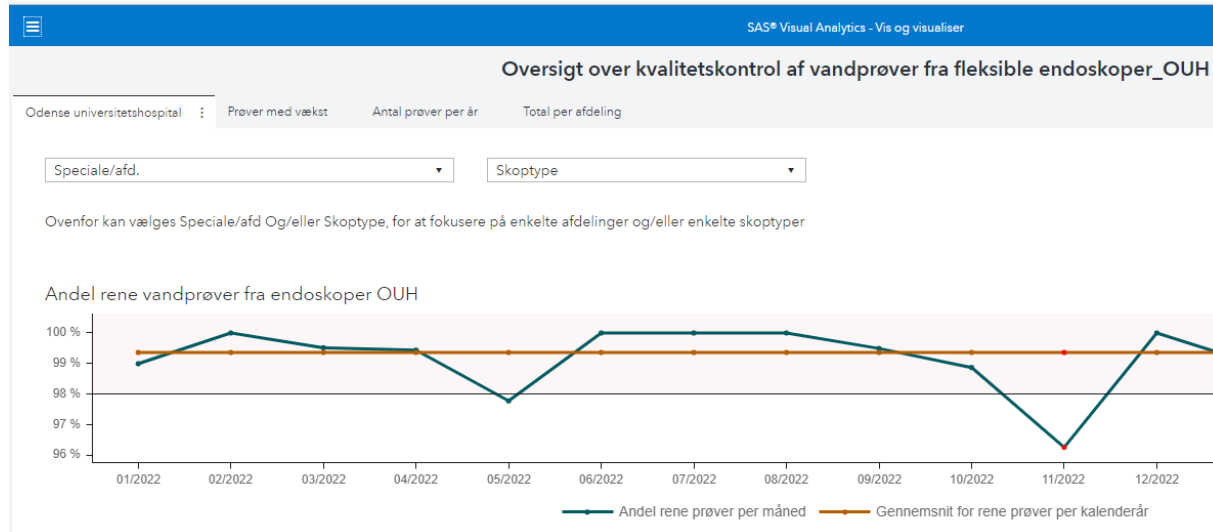 SAS® Visual Analytics - Vis og visualiser
Oversigt over kvalitetskontrol af vandprøver fra fleksible endoskoper_OUH
Odense universitetshospital Prøver med vækst Antal prøver per år Total per afdeling
Speciale/afd. Skoptype
Ovenfor kan vælges Speciale/afd Og/eller Skoptype, for at fokusere på enkelte afdelinger og/eller enkelte skoptyper
Andel rene vandprøver fra endoskoper OUH
100 %
99 %
98 %
97 %
96 %
01/2022 02/2022 03/2022 04/2022 05/2022 06/2022 07/2022 08/2022 09/2022 10/2022 11/2022 12/2022
Andel rene prøver per måned Gennemsnit for rene prøver per kalenderår